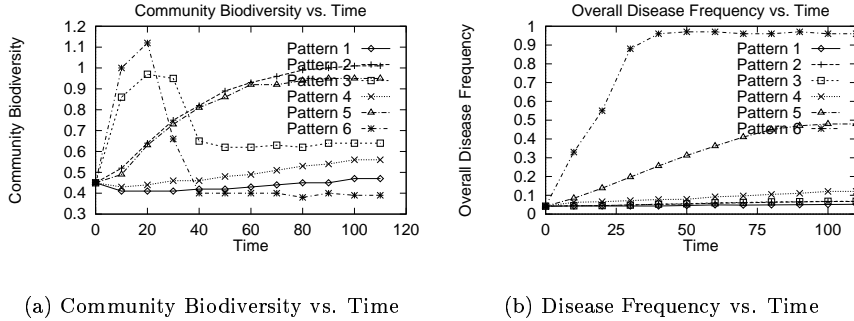 Community Biodiversity vs. Time
Community Biodiversity
1.2
1.1
1
0.9
0.8
0.7
0.6
0.5
0.4
0.3
0 20 40 60 80 100 120
Time
Pattern 1
Pattern 2
Pattern 3
Pattern 4
Pattern 5
Pattern 6
Overall Disease Frequency vs. Time
Overall Disease Frequency
1
0.9
0.8
0.7
0.6
0.5
0.4
0.3
0.2
0.1
0
0 25 50 75 100
Time
Pattern 1
Pattern 2
Pattern 3
Pattern 4
Pattern 5
Pattern 6
(a) Community Biodiversity vs. Time
(b) Disease Frequency vs. Time